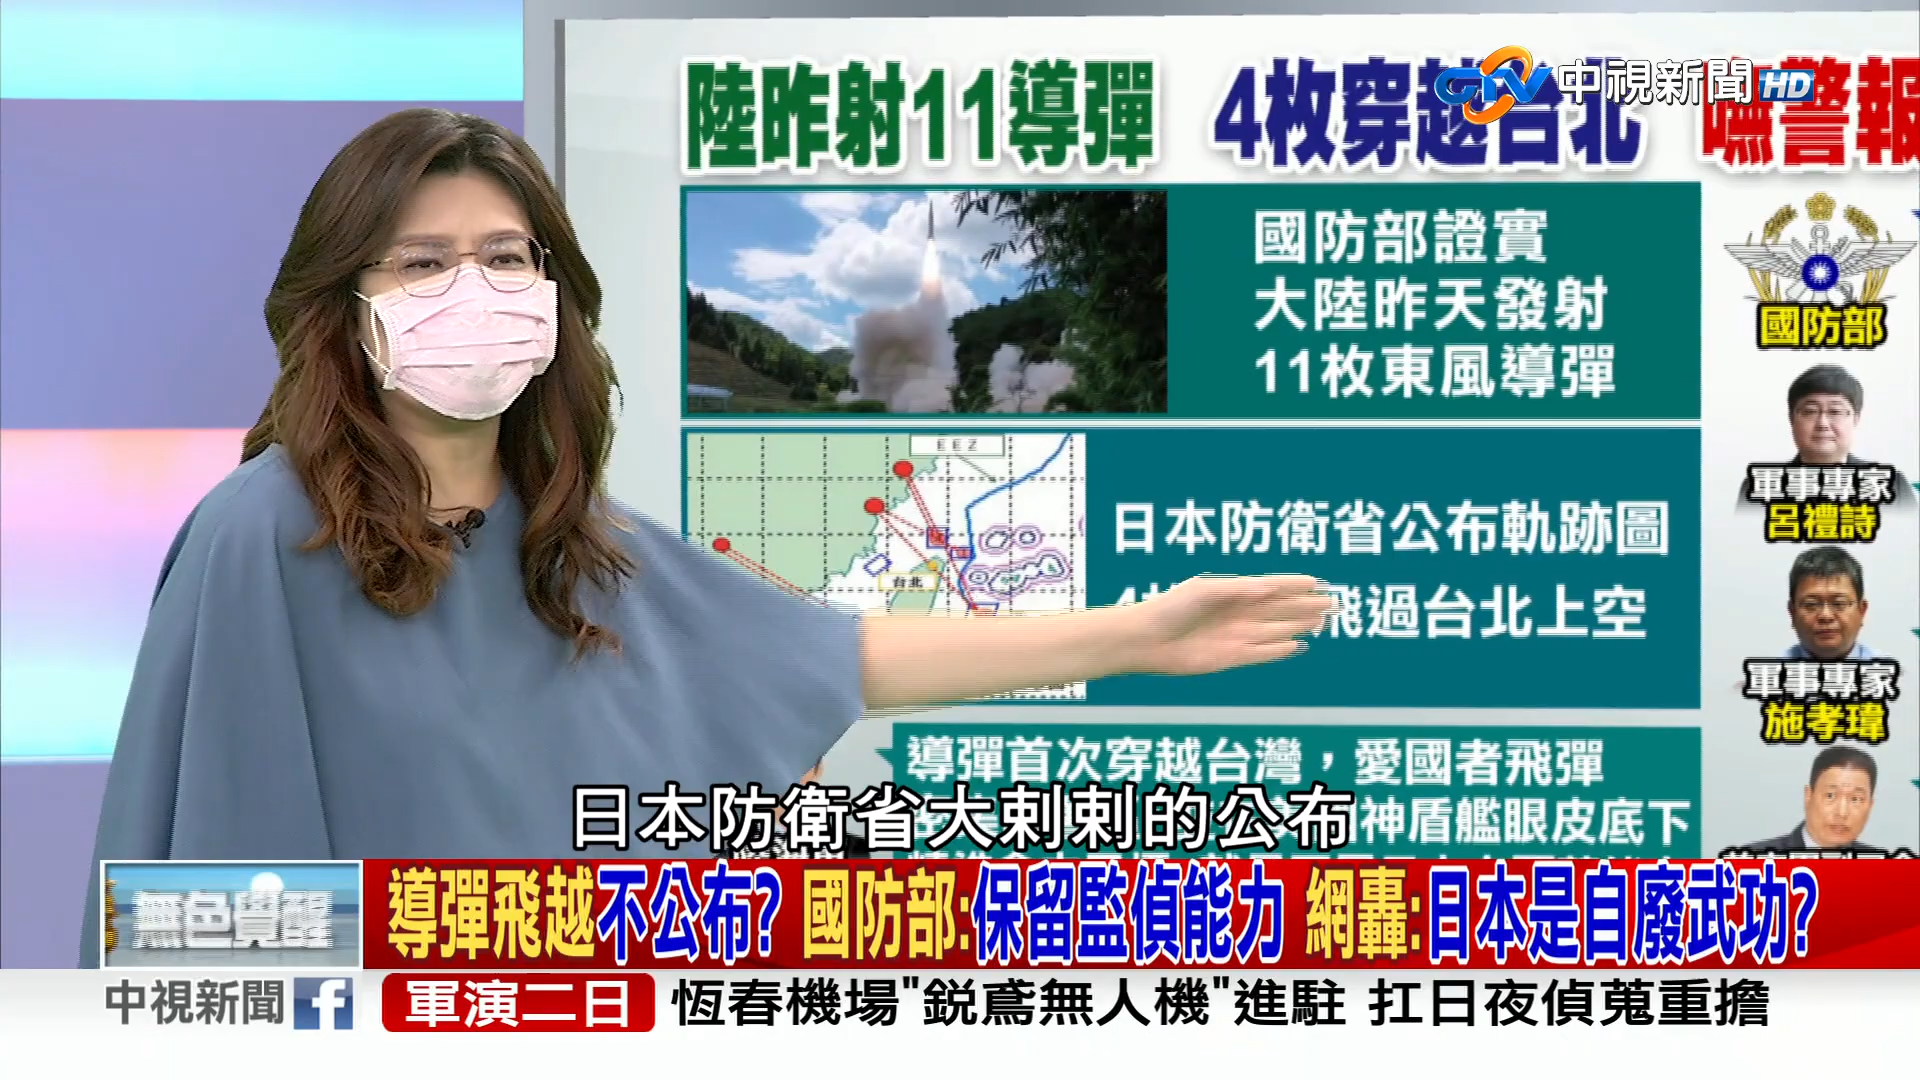 陸昨射11導彈 4枚穿越台北 嘸警報
CTV 中視新聞 HD
國防部證實
大陸昨天發射
11枚東風導彈
國防部
軍事專家
呂禮詩
EEZ
台北
日本防衛省公布軌跡圖
飛過台北上空
軍事專家
施孝瑋
導彈首次穿越台灣，愛國者飛彈
神盾艦眼皮底下
日本防衛省大剌剌的公布
無色覺醒
導彈飛越不公布? 國防部:保留監偵能力 網轟:日本是自廢武功?
中視新聞 f
軍演二日 恆春機場"銳鳶無人機"進駐 扛日夜偵蒐重擔